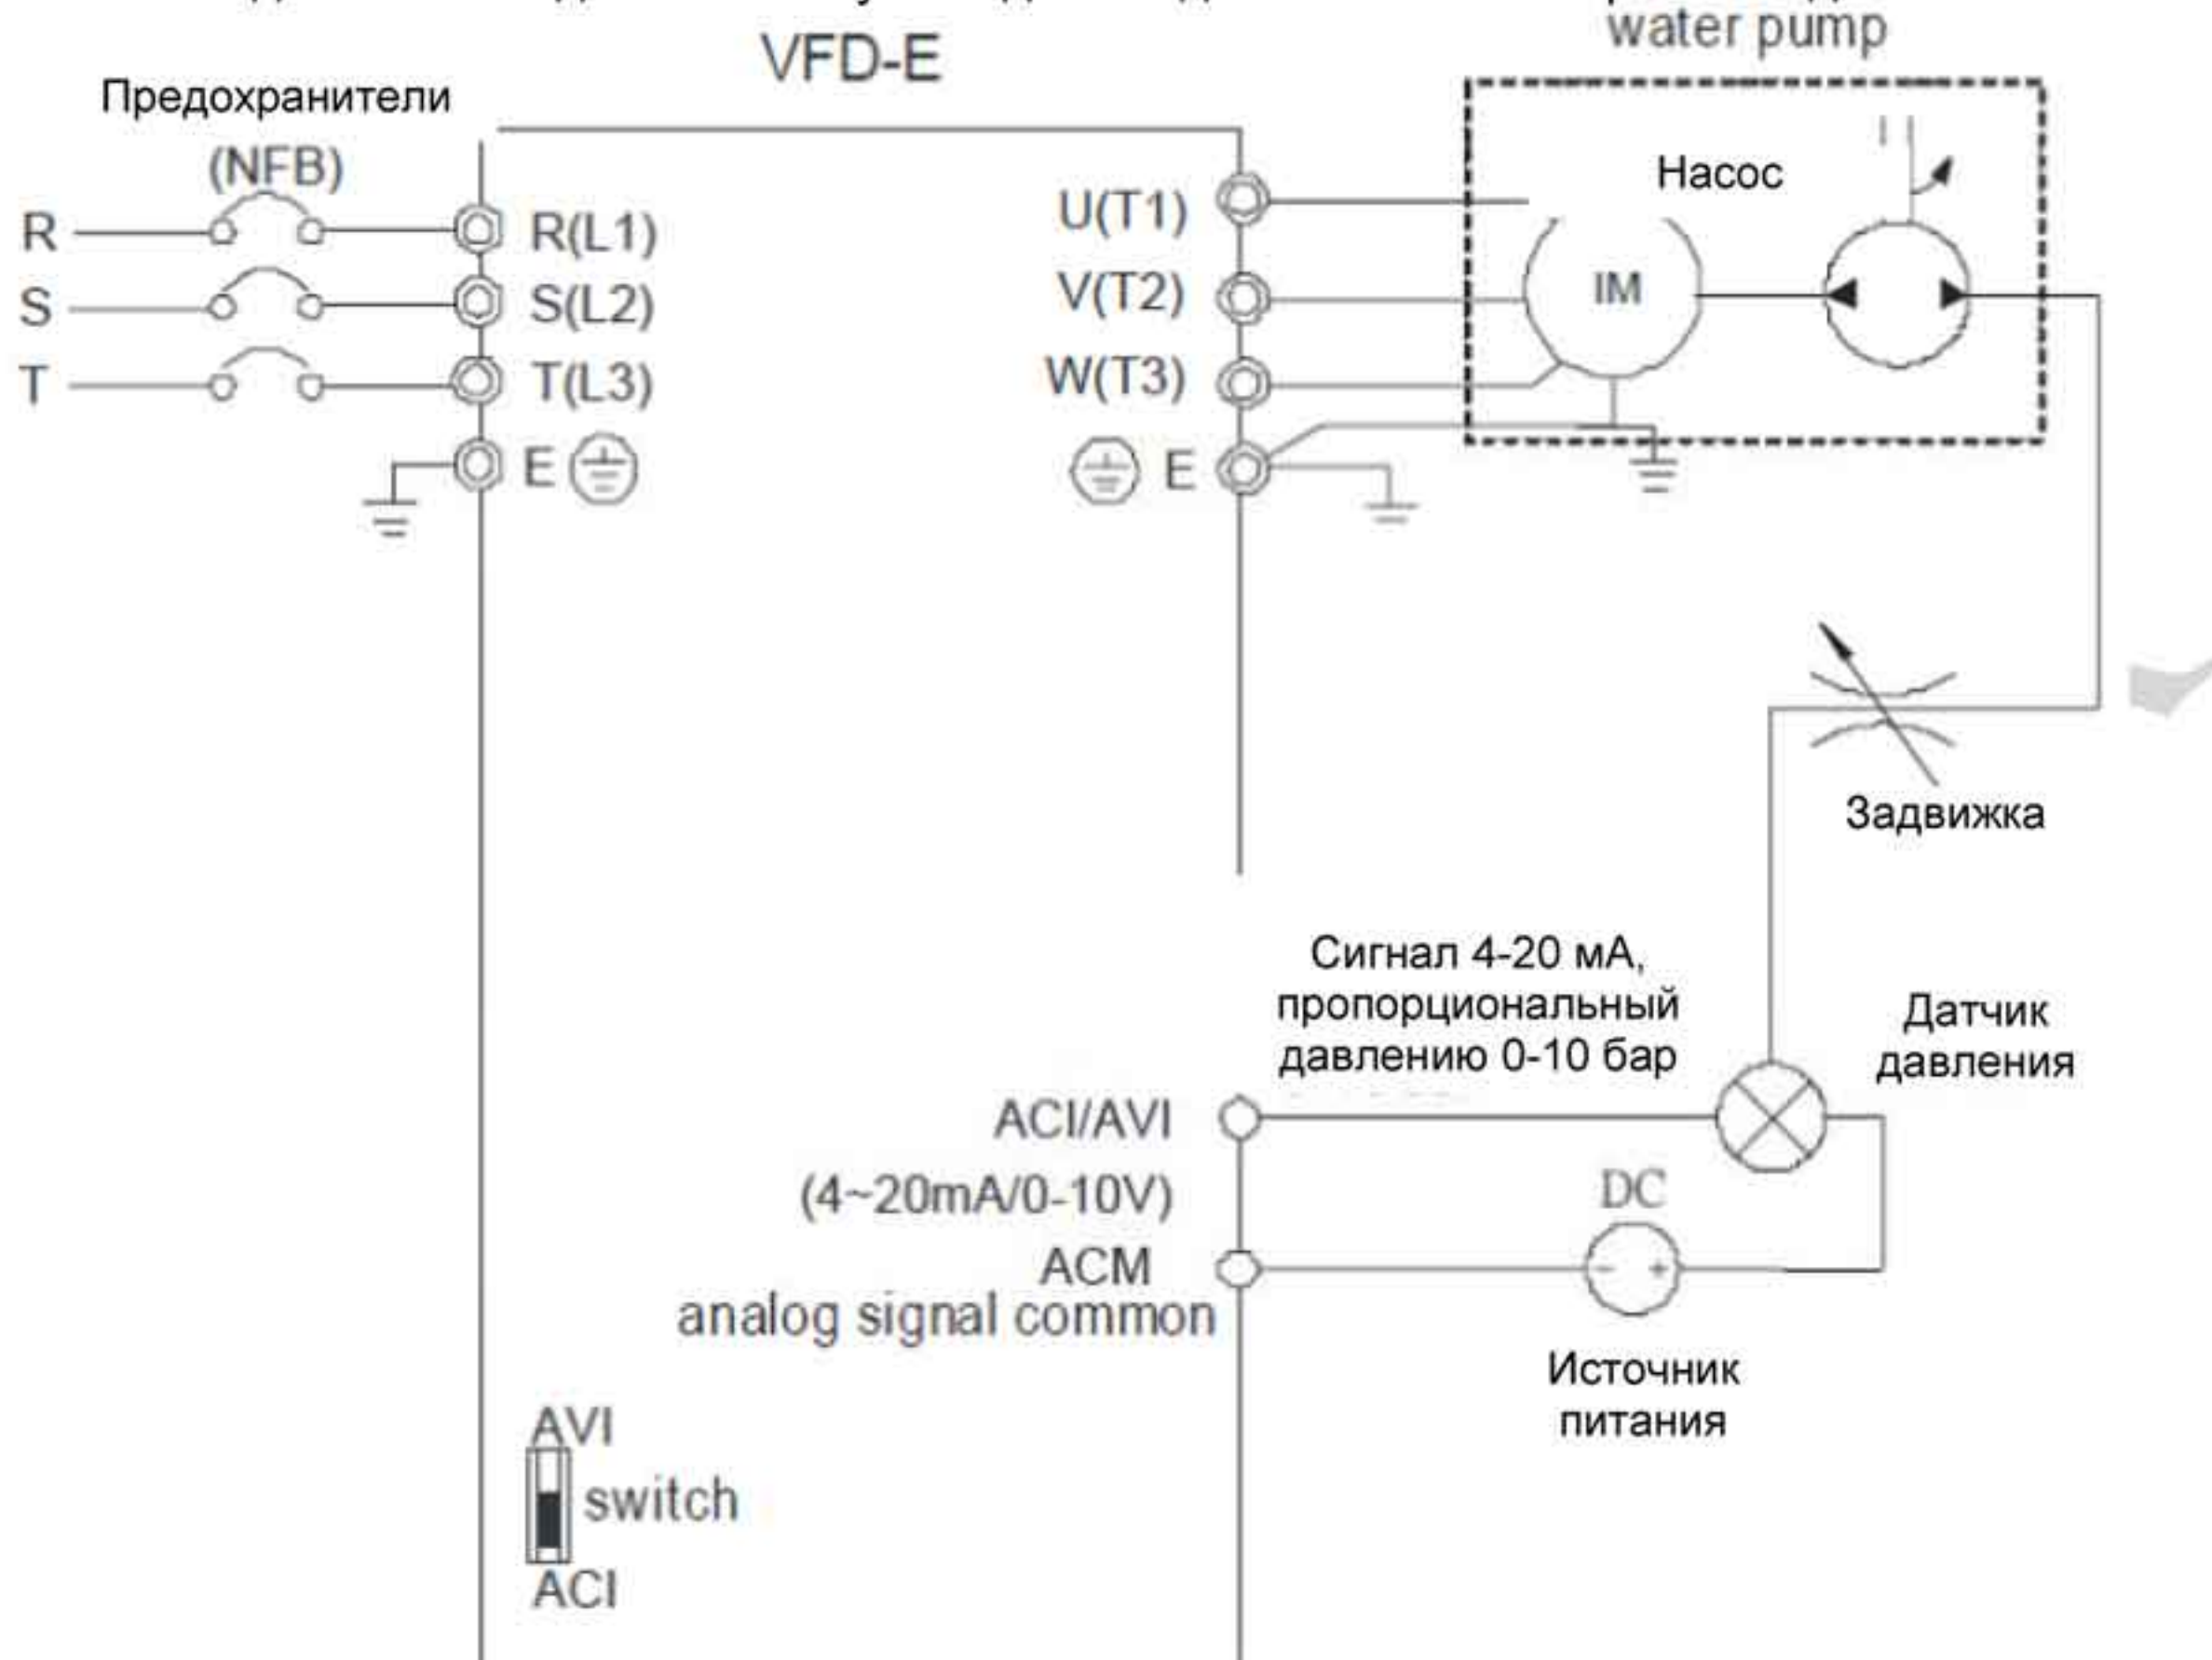 water pump
VFD-E
Предохранители
(NFB)
Насос
R
R(L1)
U(T1)
IM
S
S(L2)
V(T2)
T
T(L3)
W(T3)
E
E
Задвижка
Сигнал 4-20 мА,
пропорциональный
давлению 0-10 бар
Датчик
давления
ACI/AVI
(4~20mA/0-10V)
DC
ACM
- +
analog signal common
Источник
питания
AVI
switch
ACI